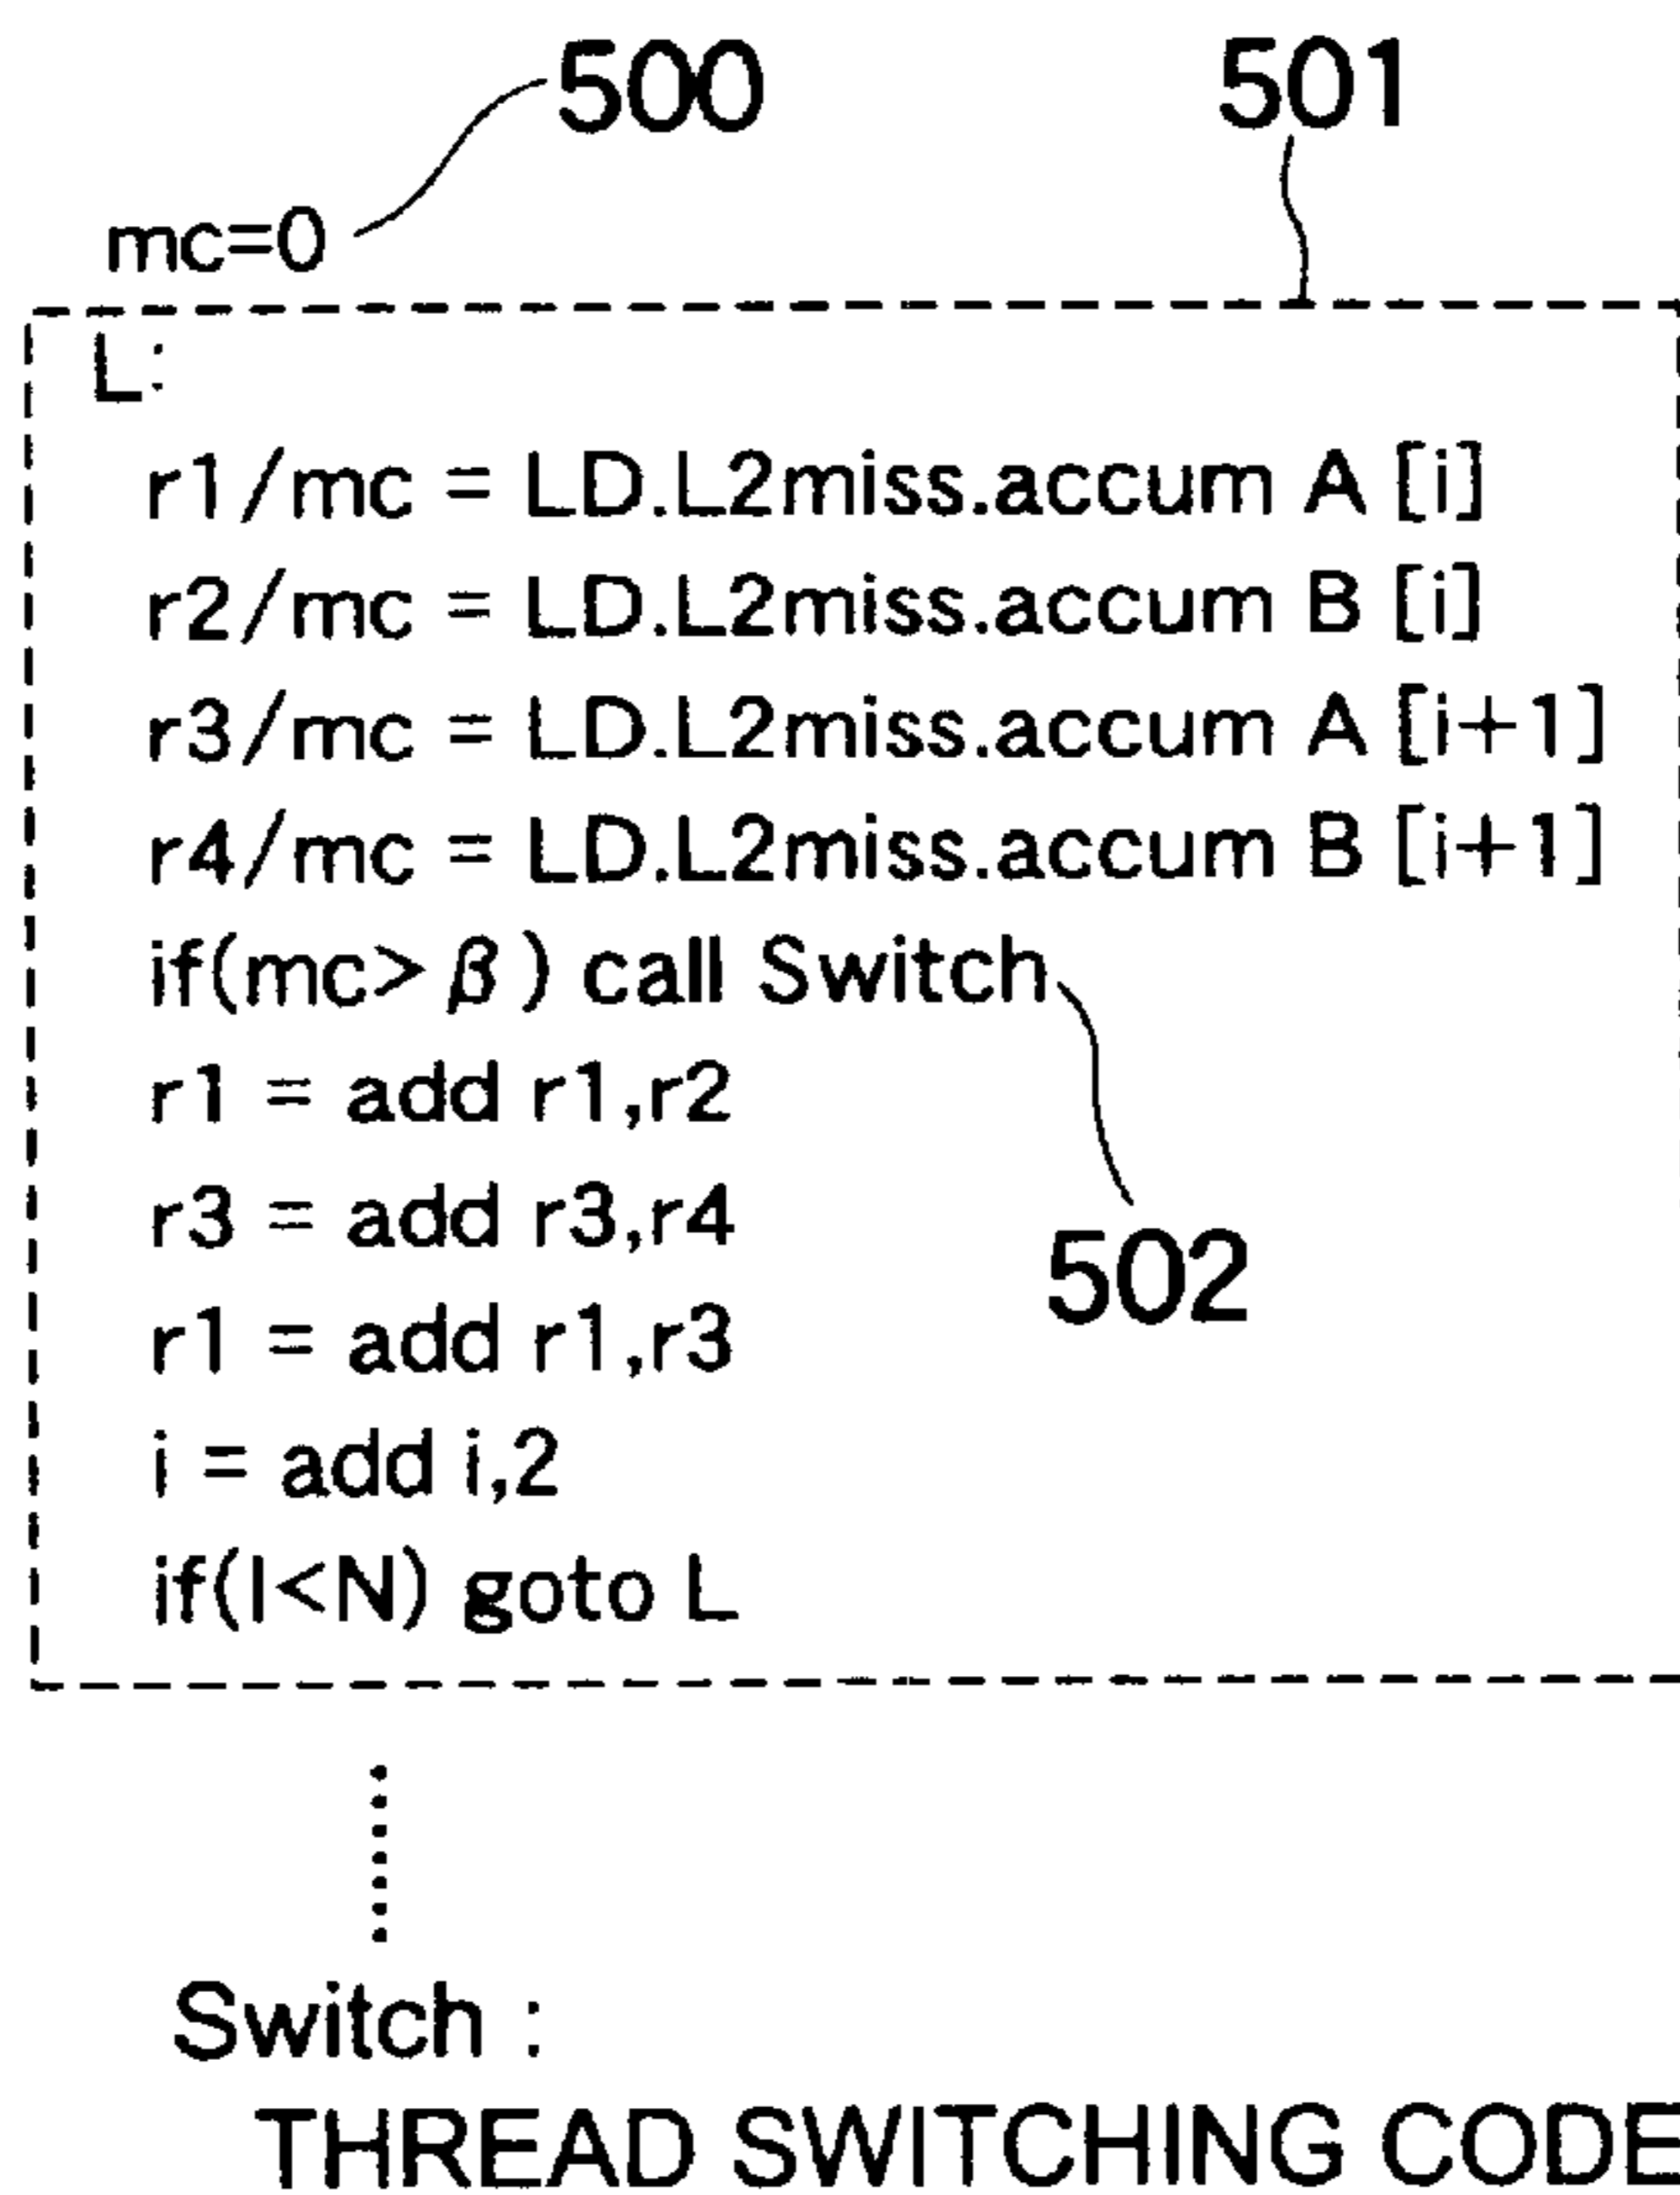 500
501
mc=0
L:
r1/mc = LD.L2miss.accum A [i]
r2/mc = LD.L2miss.accum B [i]
r3/mc = LD.L2miss.accum A [i+1]
r4/mc = LD.L2miss.accum B [i+1]
if(mc>β) call Switch
r1 = add r1,r2
r3 = add r3,r4
502
r1 = add r1,r3
i = add i,2
if(I<N) goto L
Switch :
THREAD SWITCHING CODE